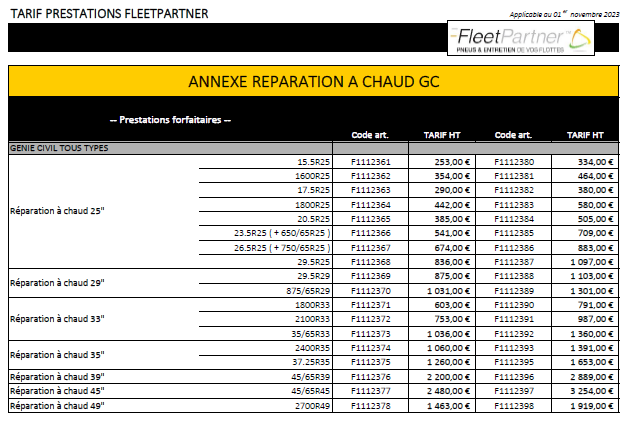 TARIF PRESTATIONS FLEETPARTNER
Applicable au 01er novembre 2023
FleetPartner
PNEUS & ENTRETIEN DE VOS FLOTTES
ANNEXE REPARATION A CHAUD GC
-- Prestations forfaitaires --
Code art. TARIF HT Code art. TARIF HT
GENIE CIVIL TOUS TYPES
Réparation à chaud 25"
15.5R25 F1112361 253,00 € F1112380 334,00 €
1600R25 F1112362 354,00 € F1112381 464,00 €
17.5R25 F1112363 290,00 € F1112382 380,00 €
1800R25 F1112364 442,00 € F1112383 580,00 €
20.5R25 F1112365 385,00 € F1112384 505,00 €
23.5R25 ( + 650/65R25 ) F1112366 541,00 € F1112385 709,00 €
26.5R25 ( + 750/65R25 ) F1112367 674,00 € F1112386 883,00 €
29.5R25 F1112368 836,00 € F1112387 1 097,00 €
Réparation à chaud 29"
29.5R29 F1112369 875,00 € F1112388 1 103,00 €
875/65R29 F1112370 1 031,00 € F1112389 1 301,00 €
Réparation à chaud 33"
1800R33 F1112371 603,00 € F1112390 791,00 €
2100R33 F1112372 753,00 € F1112391 987,00 €
35/65R33 F1112373 1 036,00 € F1112392 1 360,00 €
Réparation à chaud 35"
2400R35 F1112374 1 060,00 € F1112393 1 391,00 €
37.25R35 F1112375 1 260,00 € F1112395 1 653,00 €
Réparation à chaud 39" 45/65R39 F1112376 2 200,00 € F1112396 2 889,00 €
Réparation à chaud 45" 45/65R45 F1112377 2 480,00 € F1112397 3 254,00 €
Réparation à chaud 49" 2700R49 F1112378 1 463,00 € F1112398 1 919,00 €